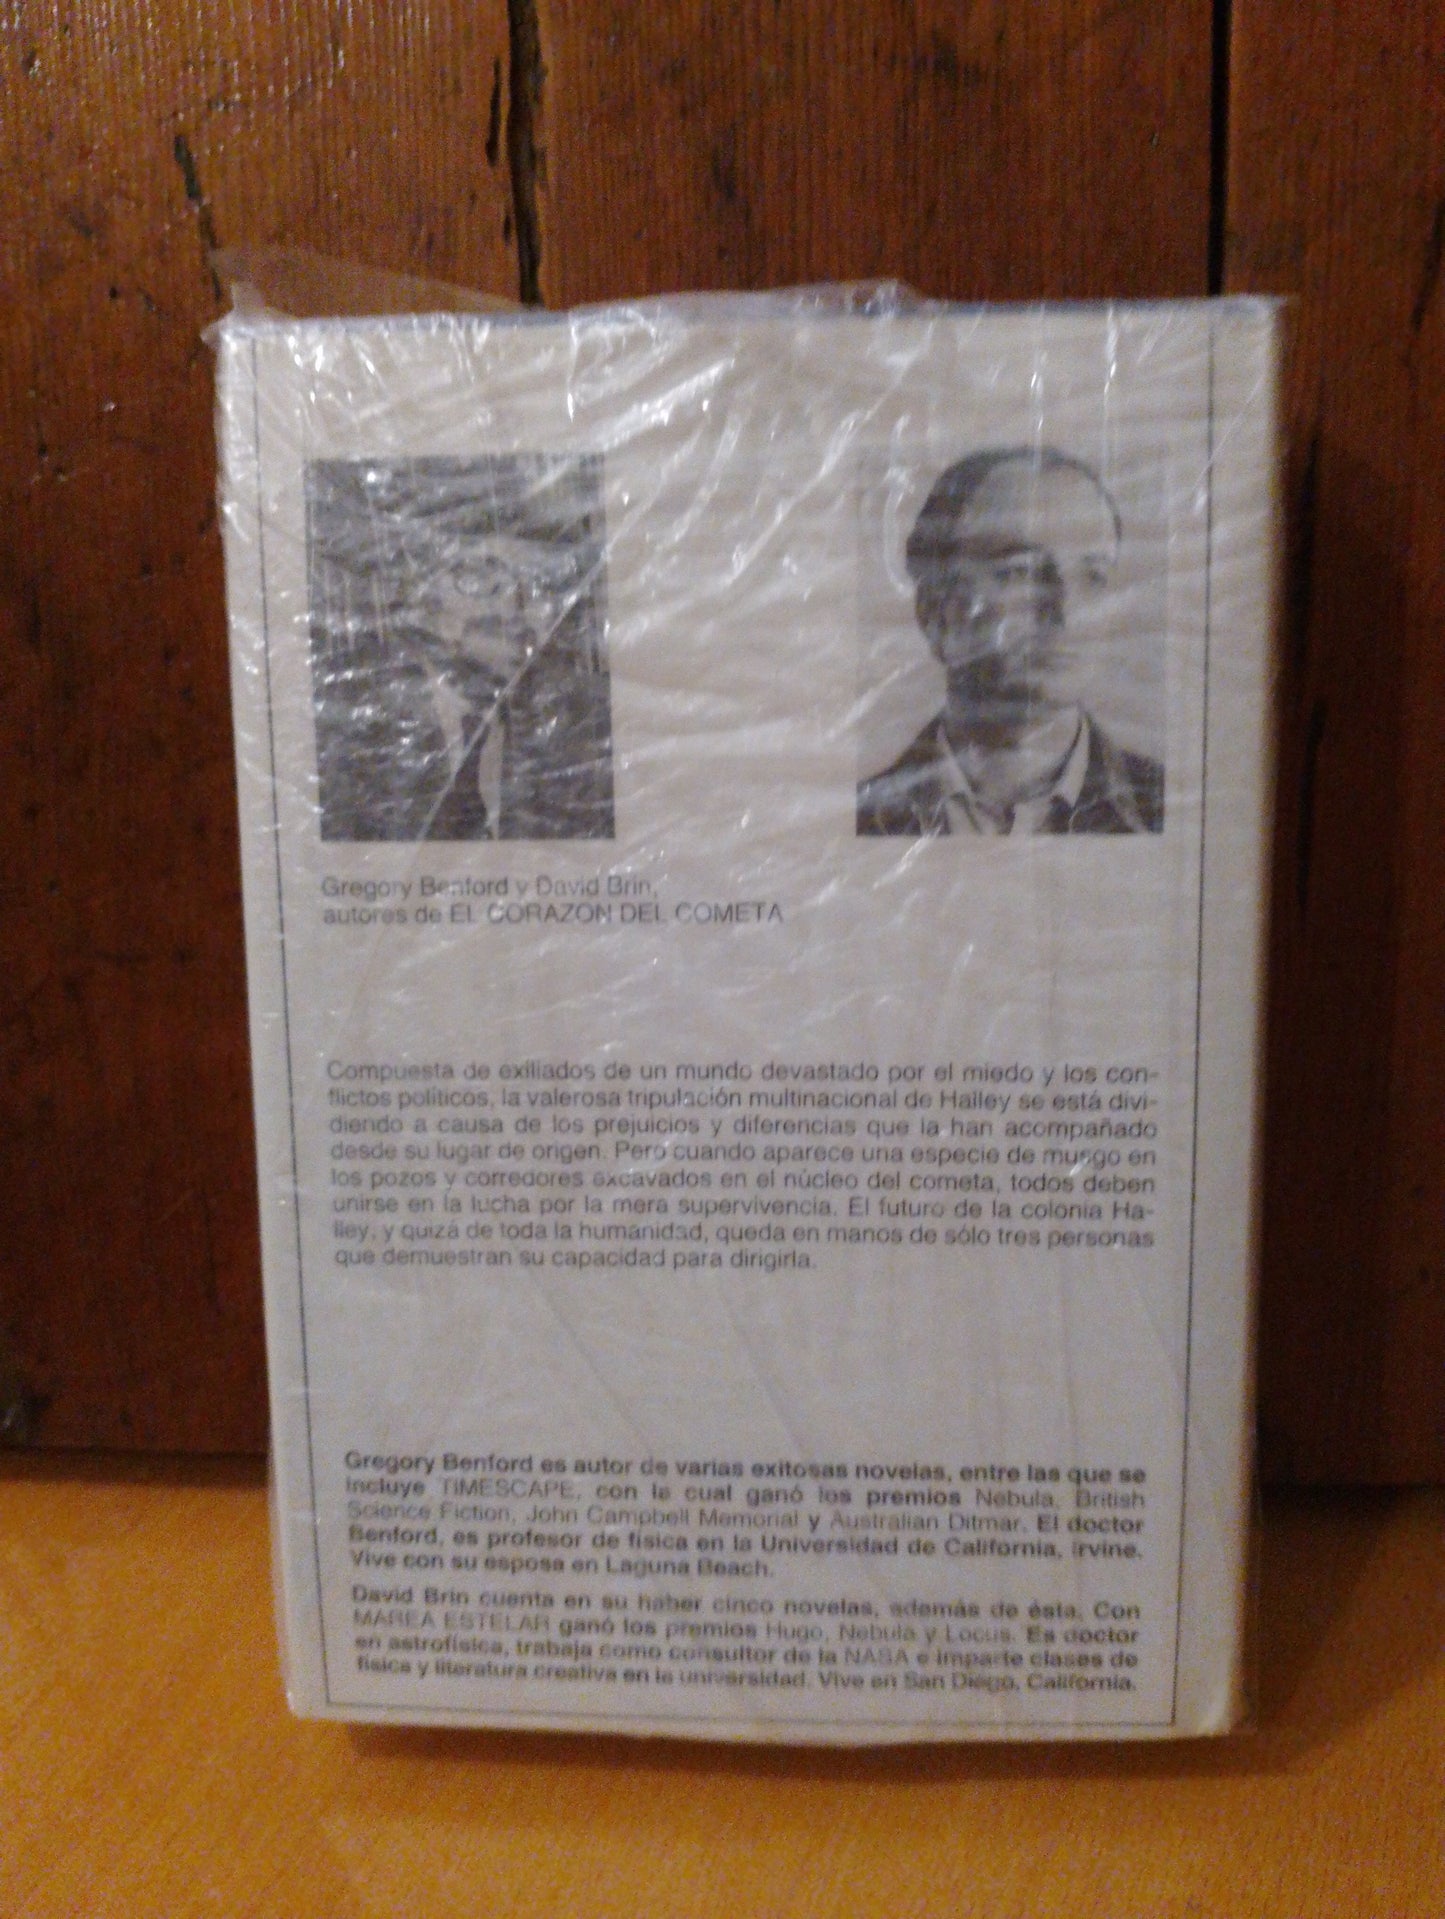 Gregory Benford y David Brin,
autores de EL CORAZON DEL COMETA
Compuesta de exiliados de un mundo devastado por el miedo y los con-
flictos políticos, la valerosa tripulación multinacional de Halley se está divi-
diendo a causa de los prejuicios y diferencias que la han acompañado
desde su lugar de origen. Pero cuando aparece una especie de musgo en
los pozos y corredores excavados en el núcleo del cometa, todos deben
unirse en la lucha por la mera supervivencia. El futuro de la colonia Ha-
lley, y quizá de toda la humanidad, queda en manos de sólo tres personas
que demuestran su capacidad para dirigirla.
Gregory Benford es autor de varias exitosas novelas, entre las que se
incluye TIMESCAPE, con la cual ganó los premios Nebula, British
Science Fiction, John Campbell Memorial y Australian Ditmar. El doctor
Benford, es profesor de física en la Universidad de California, Irvine.
Vive con su esposa en Laguna Beach.
David Brin cuenta en su haber cinco novelas, además de ésta. Con
MAREA ESTELAR ganó los premios Hugo, Nebula y Locus. Es doctor
en astrofísica, trabaja como consultor de la NASA e imparte clases de
física y literatura creativa en la universidad. Vive en San Diego, California.